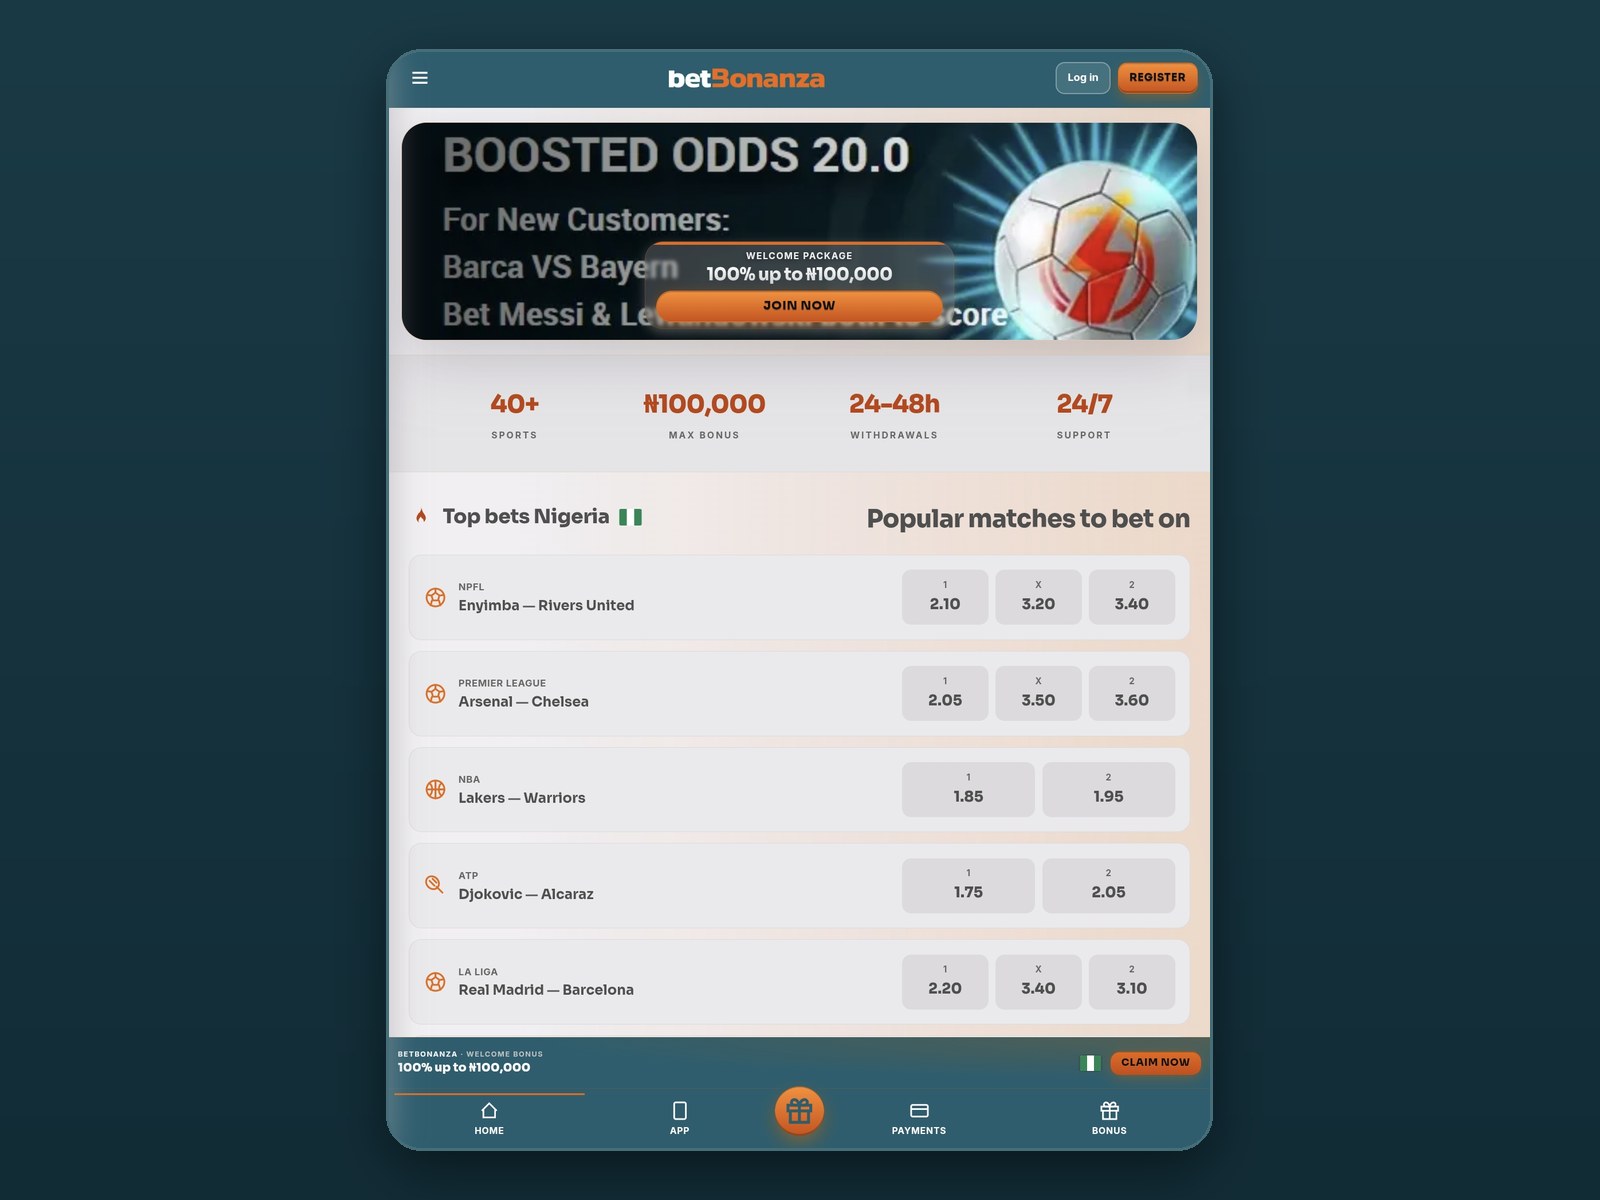 betBonanza
Log in
REGISTER
BOOSTED ODDS 20.0
For New Customers:
Barca VS Bayern
Bet Messi & score
WELCOME PACKAGE
100% up to ₦100,000
JOIN NOW
40+
SPORTS
₦100,000
MAX BONUS
24–48h
WITHDRAWALS
24/7
SUPPORT
Top bets Nigeria
Popular matches to bet on
NPFL
Enyimba — Rivers United
1
2.10
X
3.20
2
3.40
PREMIER LEAGUE
Arsenal — Chelsea
1
2.05
X
3.50
2
3.60
NBA
Lakers — Warriors
1
1.85
2
1.95
ATP
Djokovic — Alcaraz
1
1.75
2
2.05
LA LIGA
Real Madrid — Barcelona
1
2.20
X
3.40
2
3.10
BETBONANZA · WELCOME BONUS
100% up to ₦100,000
CLAIM NOW
HOME
APP
PAYMENTS
BONUS